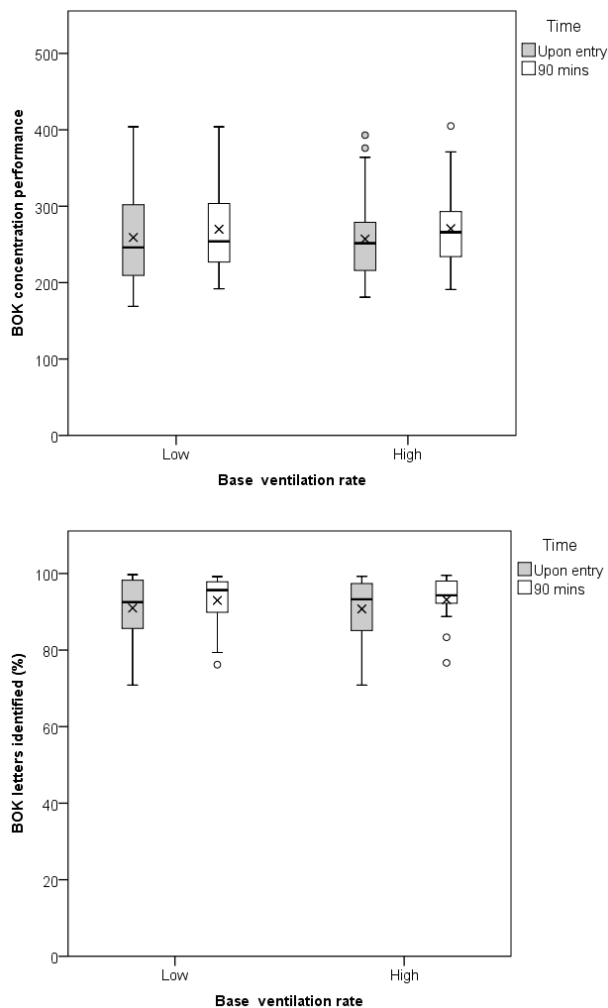 Time
Upon entry
90 mins
500
400
300
200
100
0
BOK concentration performance
Low
High
Base ventilation rate
Time
Upon entry
90 mins
100
80
60
40
20
0
BOK letters identified (%)
Low
High
Base ventilation rate